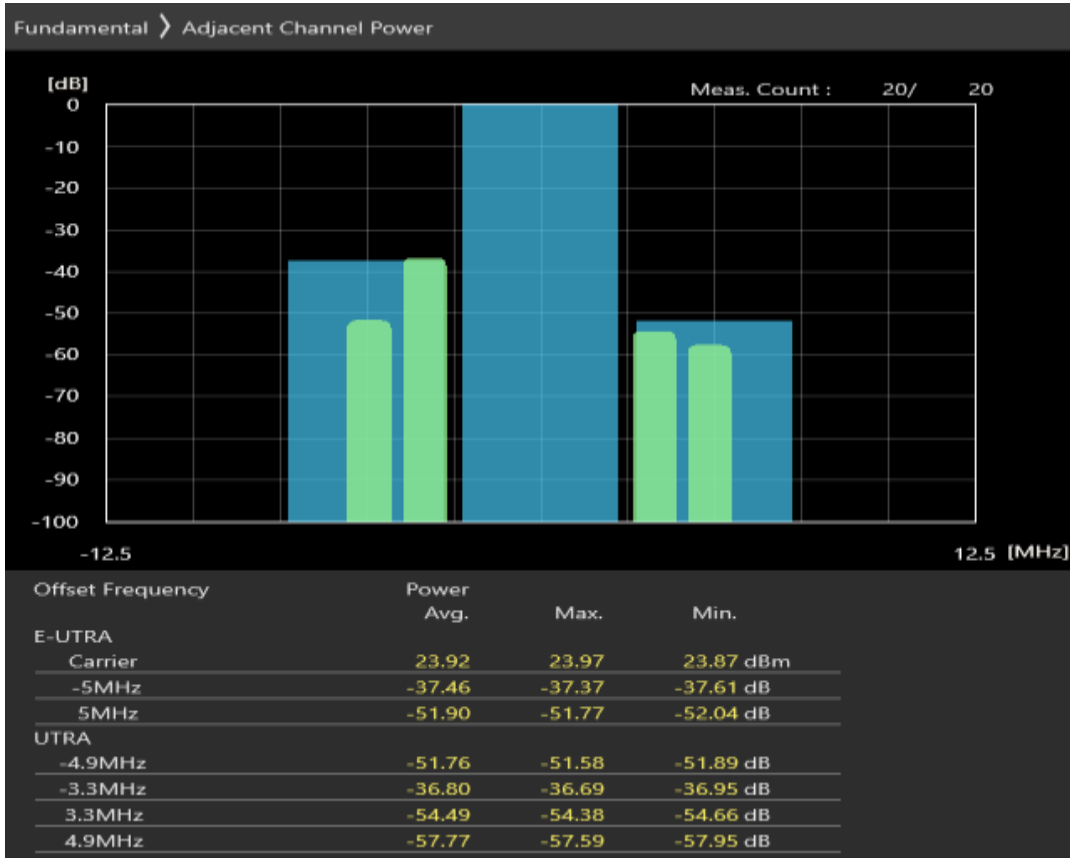 Fundamental ❯ Adjacent Channel Power
[dB]
Meas. Count : 20/ 20
0
-10
-20
-30
-40
-50
-60
-70
-80
-90
-100
-12.5 12.5 [MHz]
Offset Frequency Power
Avg. Max. Min.
E-UTRA
Carrier 23.92 23.97 23.87 dBm
-5MHz -37.46 -37.37 -37.61 dB
5MHz -51.90 -51.77 -52.04 dB
UTRA
-4.9MHz -51.76 -51.58 -51.89 dB
-3.3MHz -36.80 -36.69 -36.95 dB
3.3MHz -54.49 -54.38 -54.66 dB
4.9MHz -57.77 -57.59 -57.95 dB